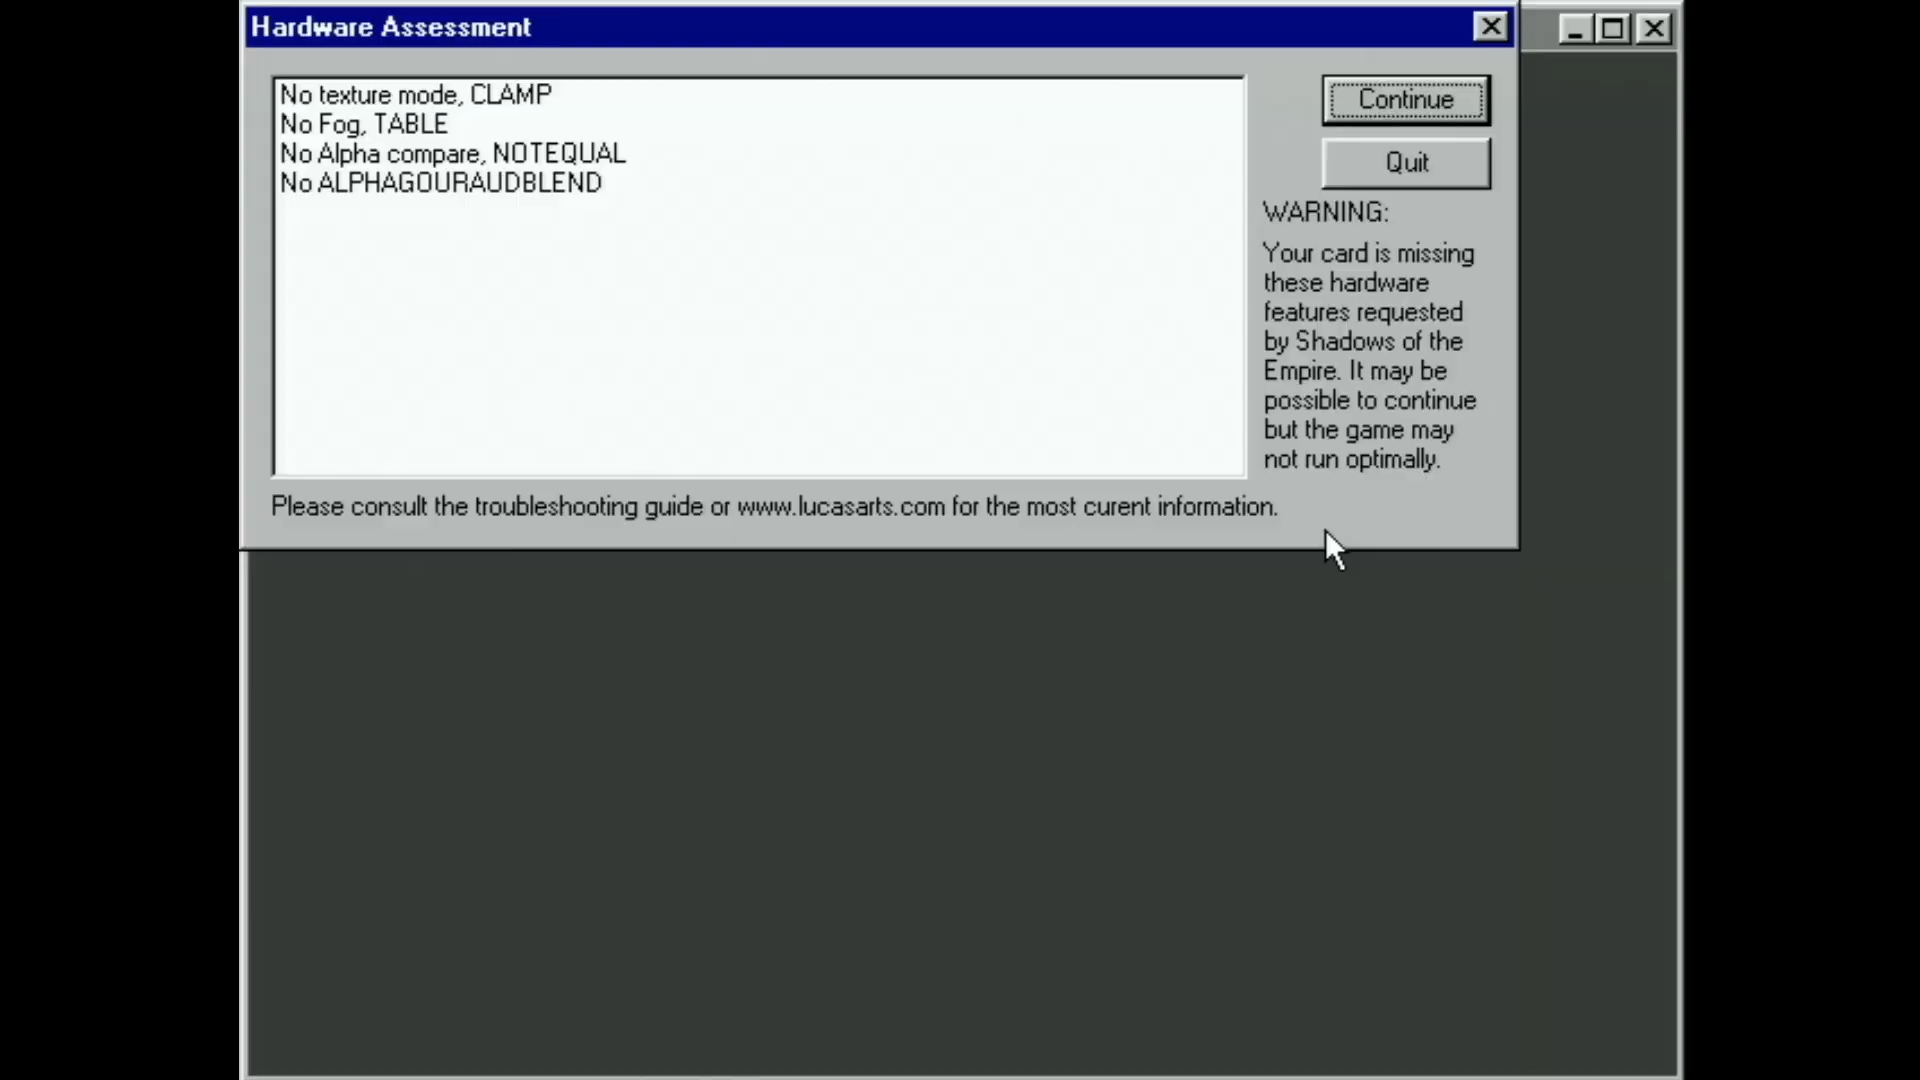 Hardware Assessment
No texture mode, CLAMP
No Fog, TABLE
No Alpha compare, NOTEQUAL
No ALPHAGOURAUDBLEND
Continue
Quit
WARNING:
Your card is missing
these hardware
features requested
by Shadows of the
Empire. It may be
possible to continue
but the game may
not run optimally.
Please consult the troubleshooting guide or www.lucasarts.com for the most curent information.